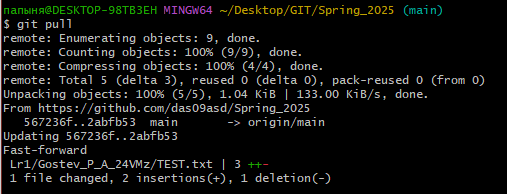 папыня@DESKTOP-98TB3EH MINGW64 ~/Desktop/GIT/Spring_2025 (main)
$ git pull
remote: Enumerating objects: 9, done.
remote: Counting objects: 100% (9/9), done.
remote: Compressing objects: 100% (4/4), done.
remote: Total 5 (delta 3), reused 0 (delta 0), pack-reused 0 (from 0)
Unpacking objects: 100% (5/5), 1.04 KiB | 133.00 KiB/s, done.
From https://github.com/das09asd/Spring_2025
   567236f..2abfb53  main       -> origin/main
Updating 567236f..2abfb53
Fast-forward
 Lr1/Gostev_P_A_24VMz/TEST.txt | 3 ++-
 1 file changed, 2 insertions(+), 1 deletion(-)